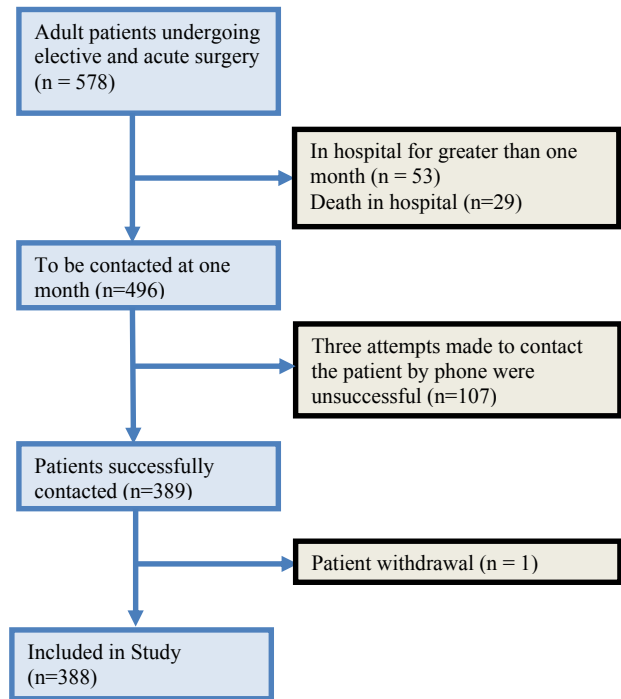 Adult patients undergoing
elective and acute surgery
(n = 578)
In hospital for greater than one
month (n = 53)
Death in hospital (n=29)
To be contacted at one
month (n=496)
Three attempts made to contact
the patient by phone were
unsuccessful (n=107)
Patients successfully
contacted (n=389)
Patient withdrawal (n = 1)
Included in Study
(n=388)